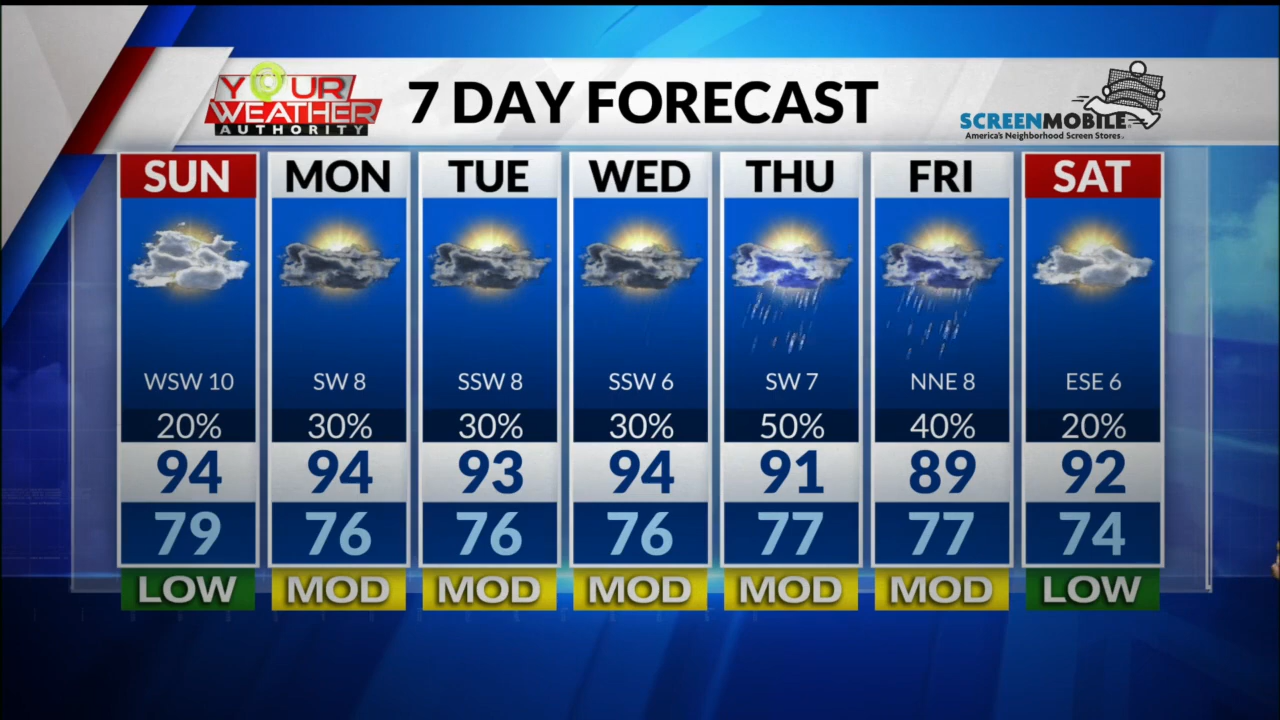 YOUR
WEATHER
AUTHORITY
7 DAY FORECAST
SCREENMOBILE
America's Neighborhood Screen Stores.
SUN MON TUE WED THU FRI SAT
WSW 10 SW 8 SSW 8 SSW 6 SW 7 NNE 8 ESE 6
20% 30% 30% 30% 50% 40% 20%
94 94 93 94 91 89 92
79 76 76 76 77 77 74
LOW MOD MOD MOD MOD MOD LOW